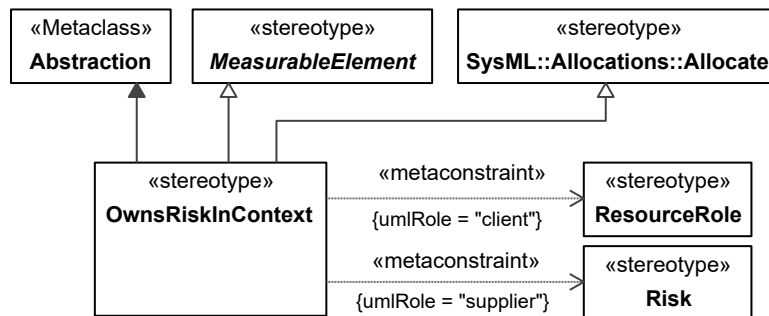 «Metaclass»
Abstraction
«stereotype»
MeasurableElement
«stereotype»
SysML::Allocations::Allocate
«stereotype»
OwnsRiskInContext
«metaconstraint»
{umlRole = "client"}
«stereotype»
ResourceRole
«metaconstraint»
{umlRole = "supplier"}
«stereotype»
Risk